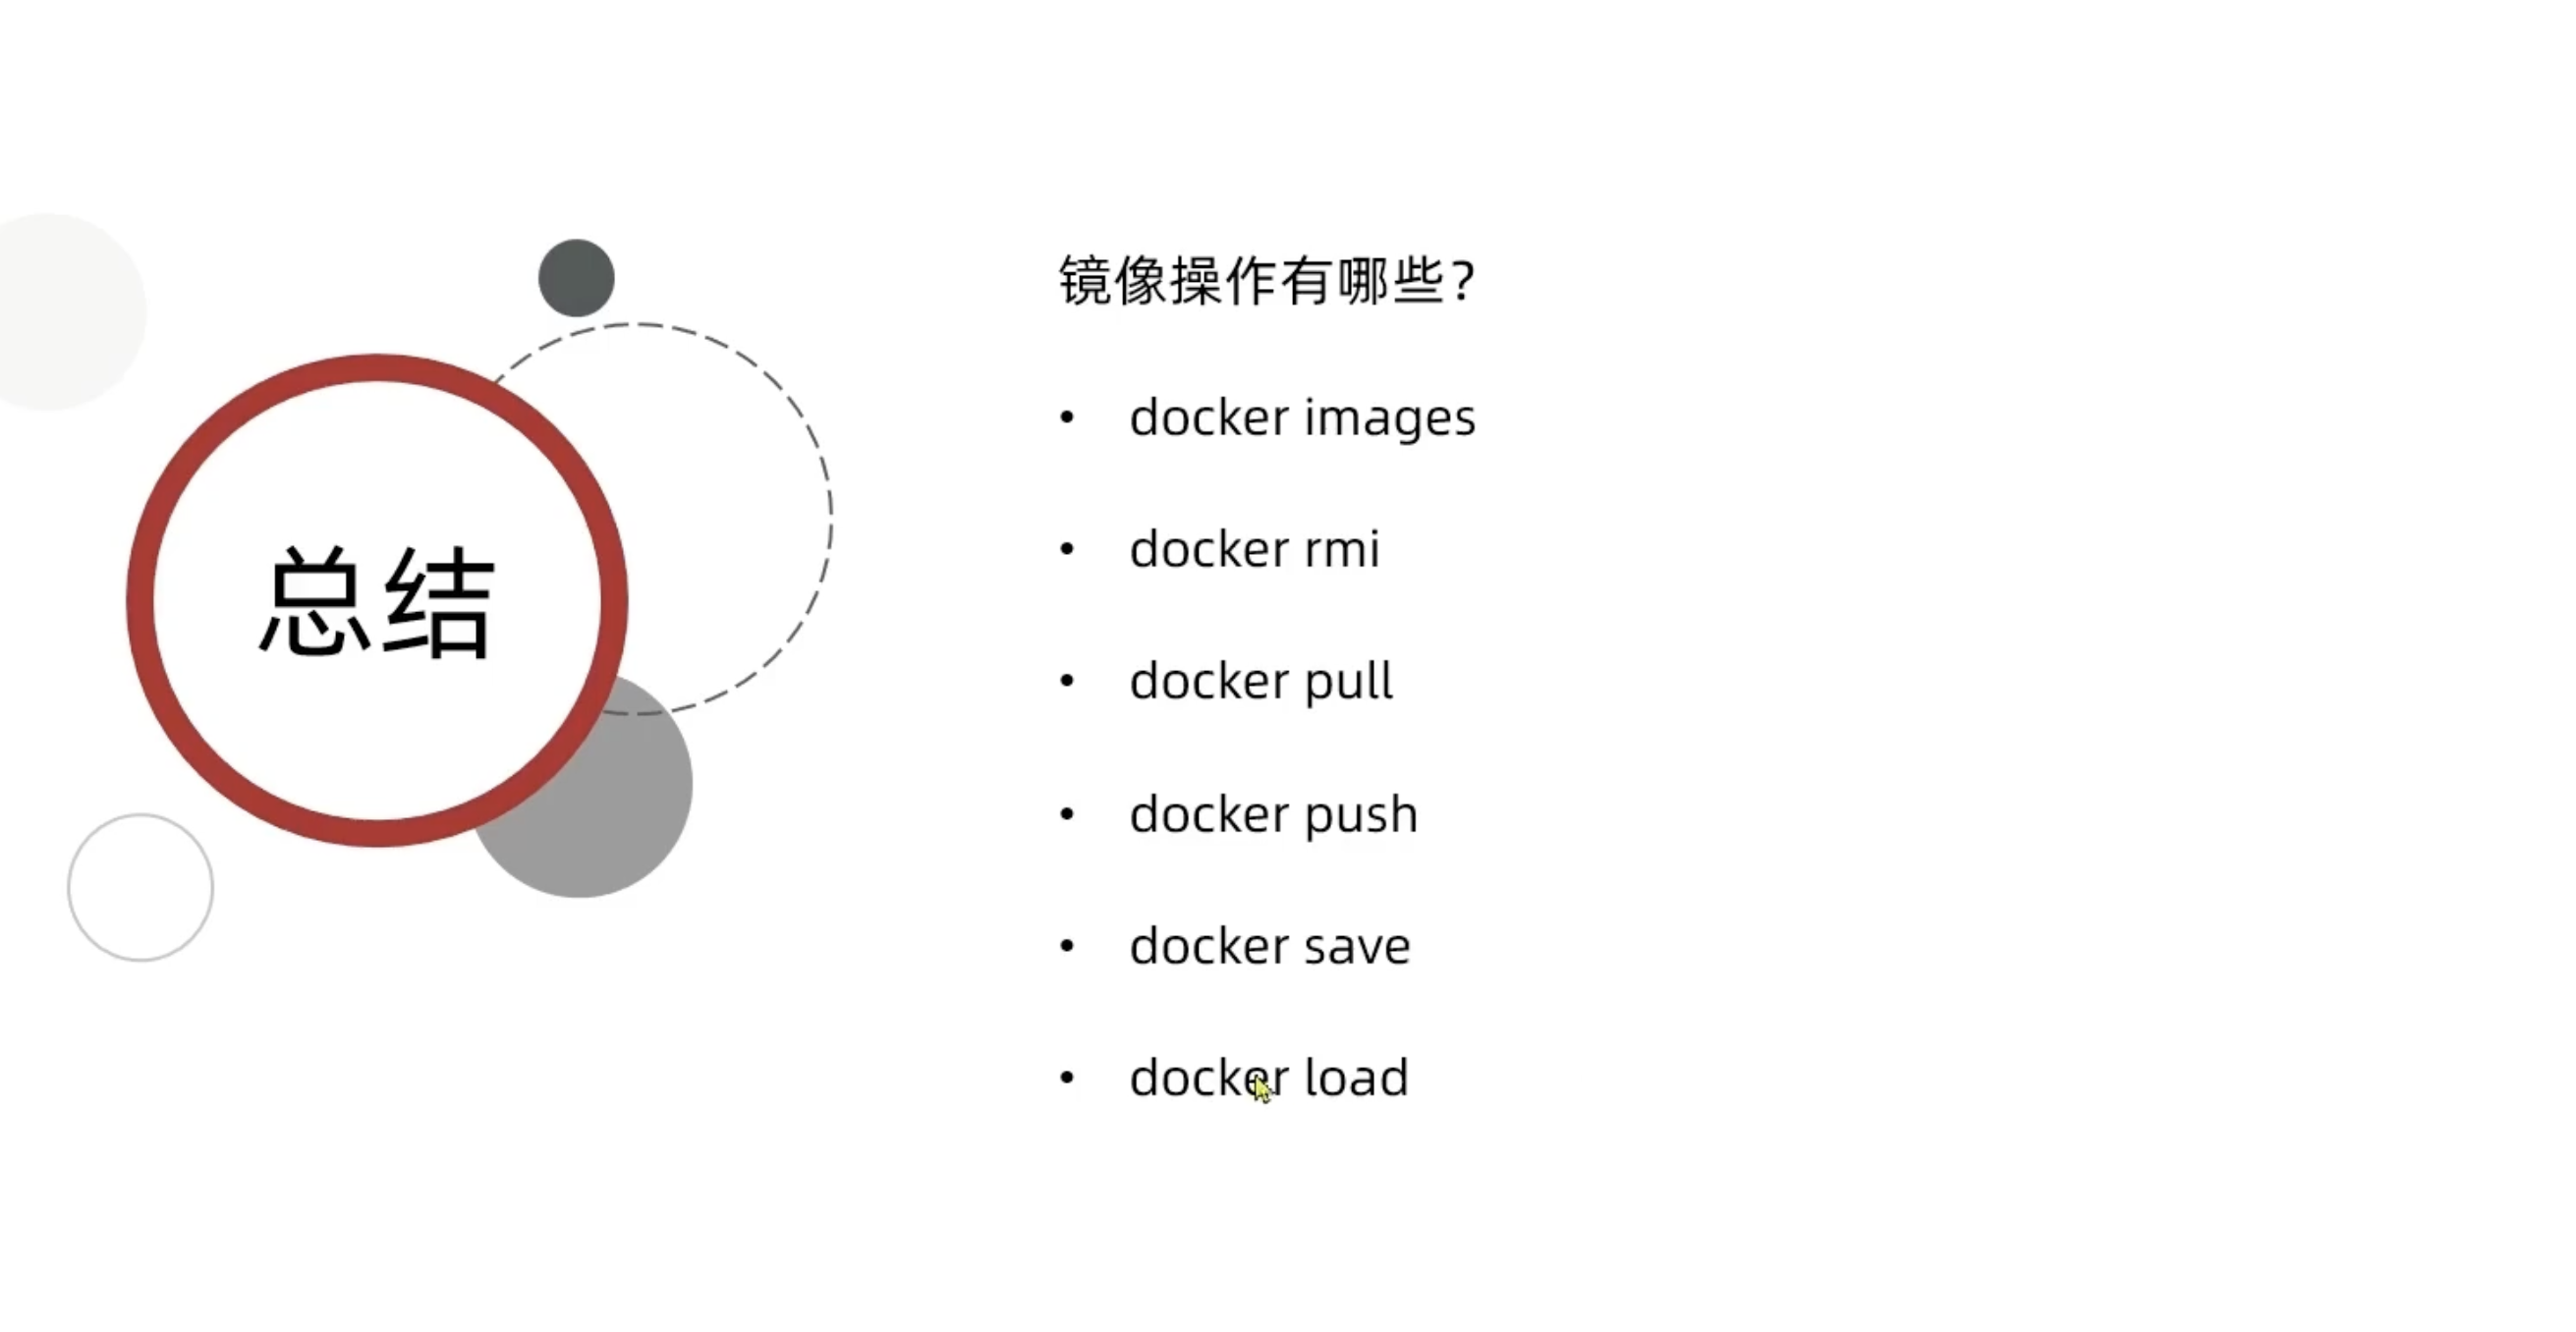 总结
镜像操作有哪些？
• docker images
• docker rmi
• docker pull
• docker push
• docker save
• docker load